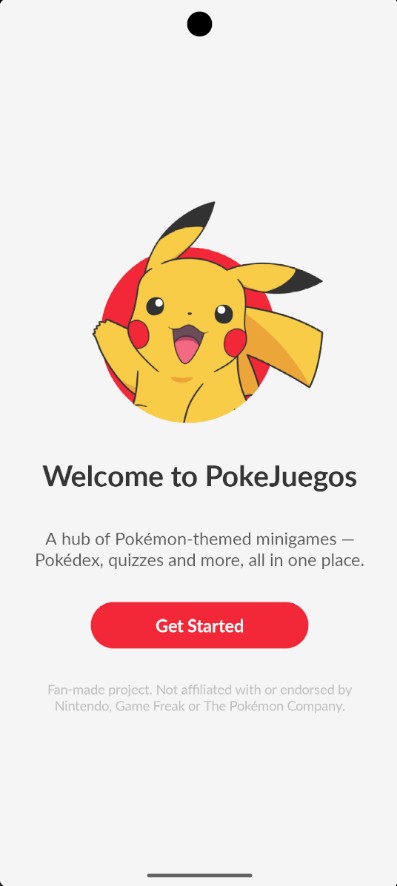 Welcome to PokeJuegos
A hub of Pokémon-themed minigames —
Pokédex, quizzes and more, all in one place.
Get Started
Fan-made project. Not affiliated with or endorsed by
Nintendo, Game Freak or The Pokémon Company.